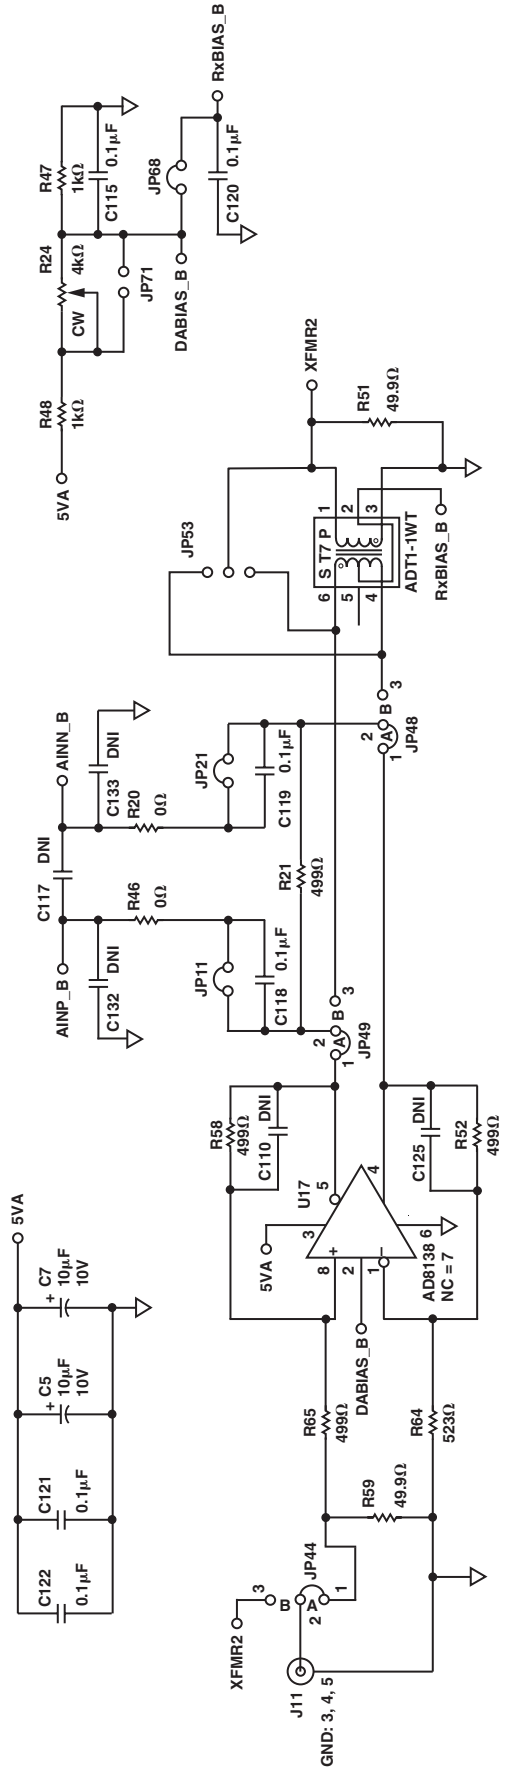 5VA
C7
10µF
10V
C5
10µF
10V
C121
0.1µF
C122
0.1µF
+
+
AINP_B
C117
DNI
AINN_B
C132
DNI
C133
DNI
R46
0Ω
R20
0Ω
JP11
C118
0.1µF
JP21
C119
0.1µF
R21
499Ω
5VA
R48
1kΩ
R24
4kΩ
CW
R47
1kΩ
C115
0.1µF
JP71
DABIAS_B
JP68
C120
0.1µF
RxBIAS_B
XFMR2
3
B
A
2
1
JP44
J11
GND: 3, 4, 5
R59
49.9Ω
R65
499Ω
R64
523Ω
DABIAS_B
5VA
U17
3
5
8
+
2
1
–
4
6
AD8138
NC = 7
R58
499Ω
C110
DNI
C125
DNI
R52
499Ω
1
2
A
B
3
JP49
1
2
A
B
3
JP48
JP53
6
S T7 P
1
5
2
4
3
ADT1-1WT
RxBIAS_B
XFMR2
R51
49.9Ω